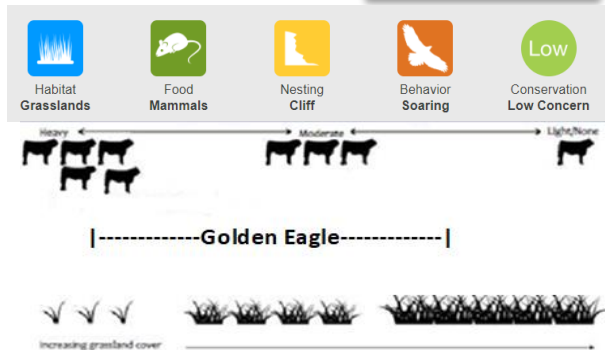 Low
Habitat Food Nesting Behavior Conservation
Grasslands Mammals Cliff Soaring Low Concern
Heavy Moderate Light/None
|-------------Golden Eagle-------------|
Increasing grassland cover